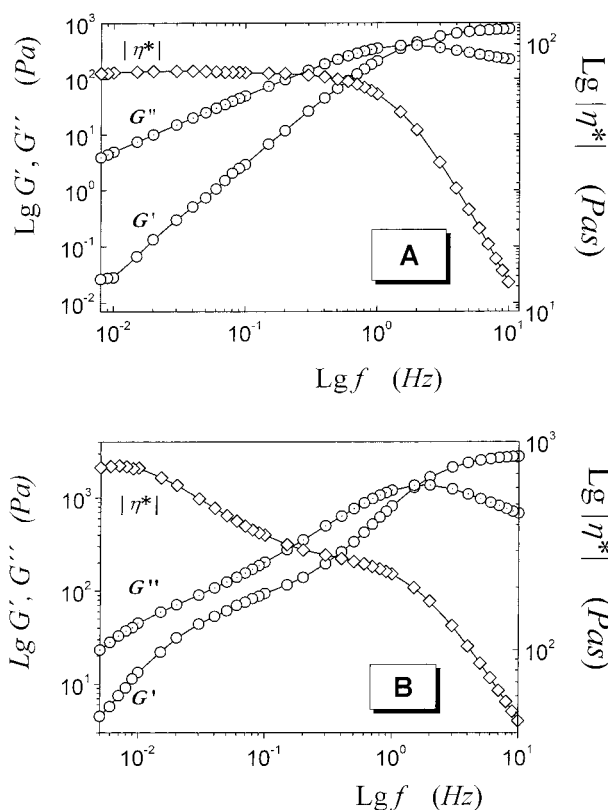 Lg G', G'' (Pa)
10³
10²
10¹
10⁰
10⁻¹
10⁻²
|η*|
G''
G'
A
10²
10¹
Lg |η*| (Pas)
10⁻² 10⁻¹ 10⁰ 10¹
Lg f (Hz)
Lg G', G'' (Pa)
10³
10²
10¹
|η*|
G''
G'
B
10³
10²
Lg |η*| (Pas)
10⁻² 10⁻¹ 10⁰ 10¹
Lg f (Hz)